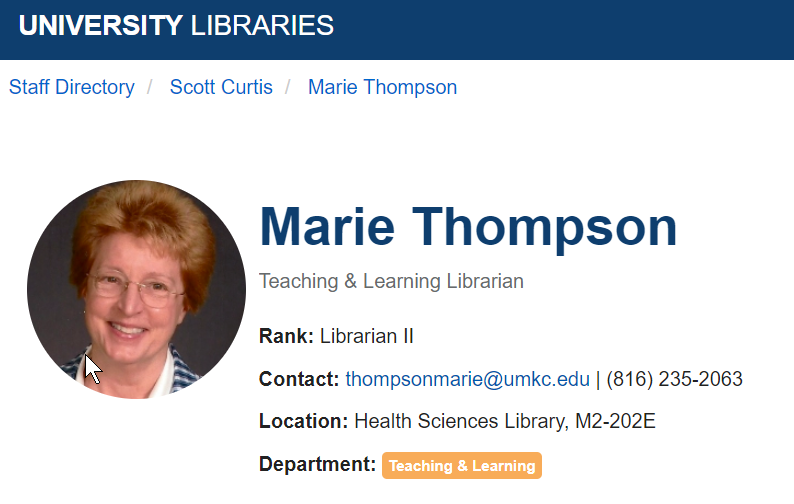 UNIVERSITY LIBRARIES
Staff Directory / Scott Curtis / Marie Thompson
Marie Thompson
Teaching & Learning Librarian
Rank: Librarian II
Contact: thompsonmarie@umkc.edu | (816) 235-2063
Location: Health Sciences Library, M2-202E
Department: Teaching & Learning